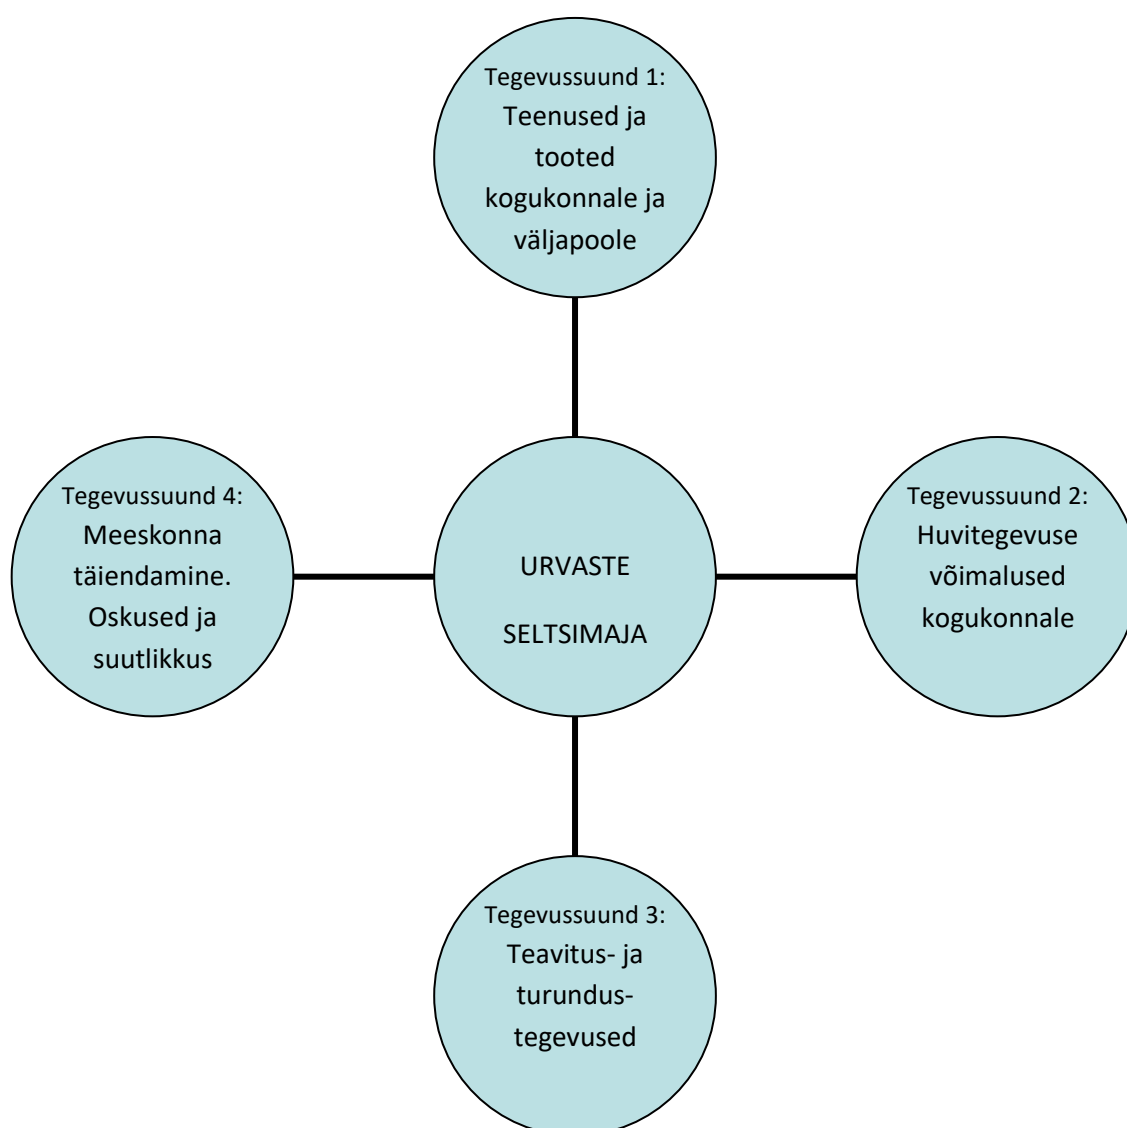 Tegevussuund 1:
Teenused ja
tooted
kogukonnale ja
väljapoole
Tegevussuund 4:
Meeskonna
täiendamine.
Oskused ja
suutlikkus
URVASTE
SELTSIMAJA
Tegevussuund 2:
Huvitegevuse
võimalused
kogukonnale
Tegevussuund 3:
Teavitus- ja
turundus-
tegevused